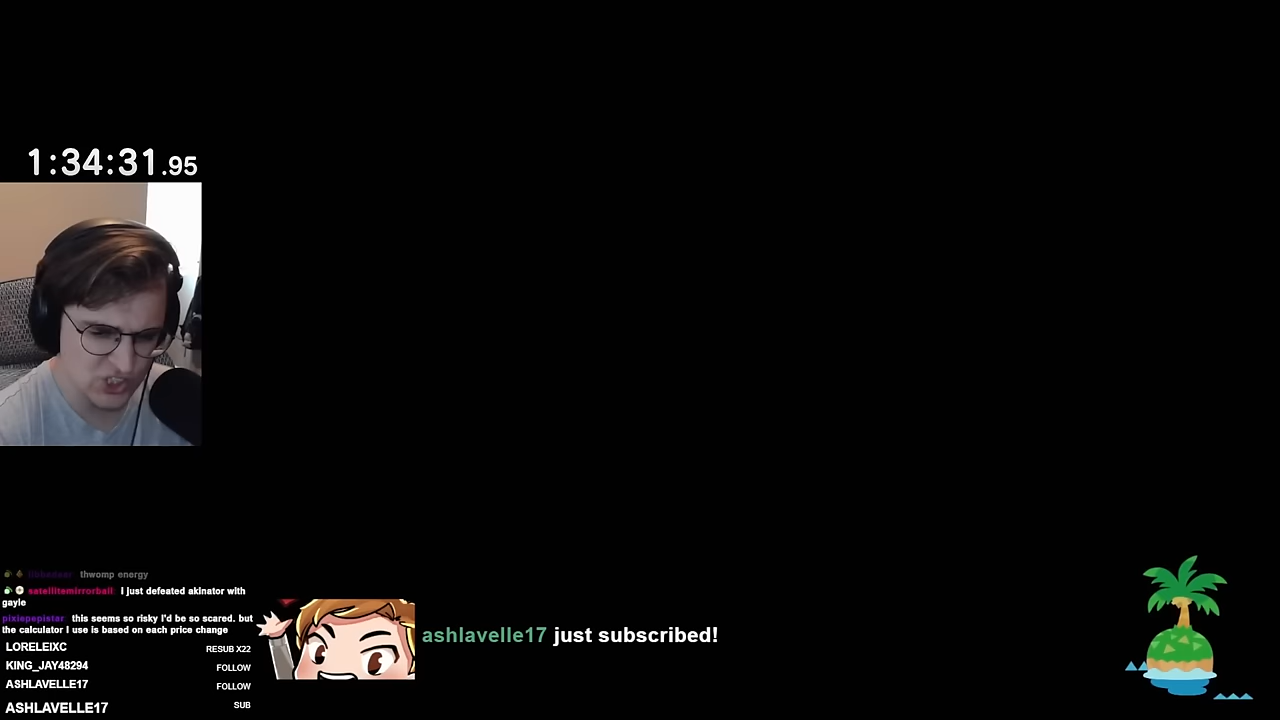 1:34:31.95
thwomp energy
satellitemirrorball I just defeated akinator with
gayle
pixiepepistar this seems so risky I'd be so scared. but
the calculator I use is based on each price change
LORELEIXC RESUB X22
KING_JAY48294 FOLLOW
ASHLAVELLE17 FOLLOW
ASHLAVELLE17 SUB
ashlavelle17 just subscribed!